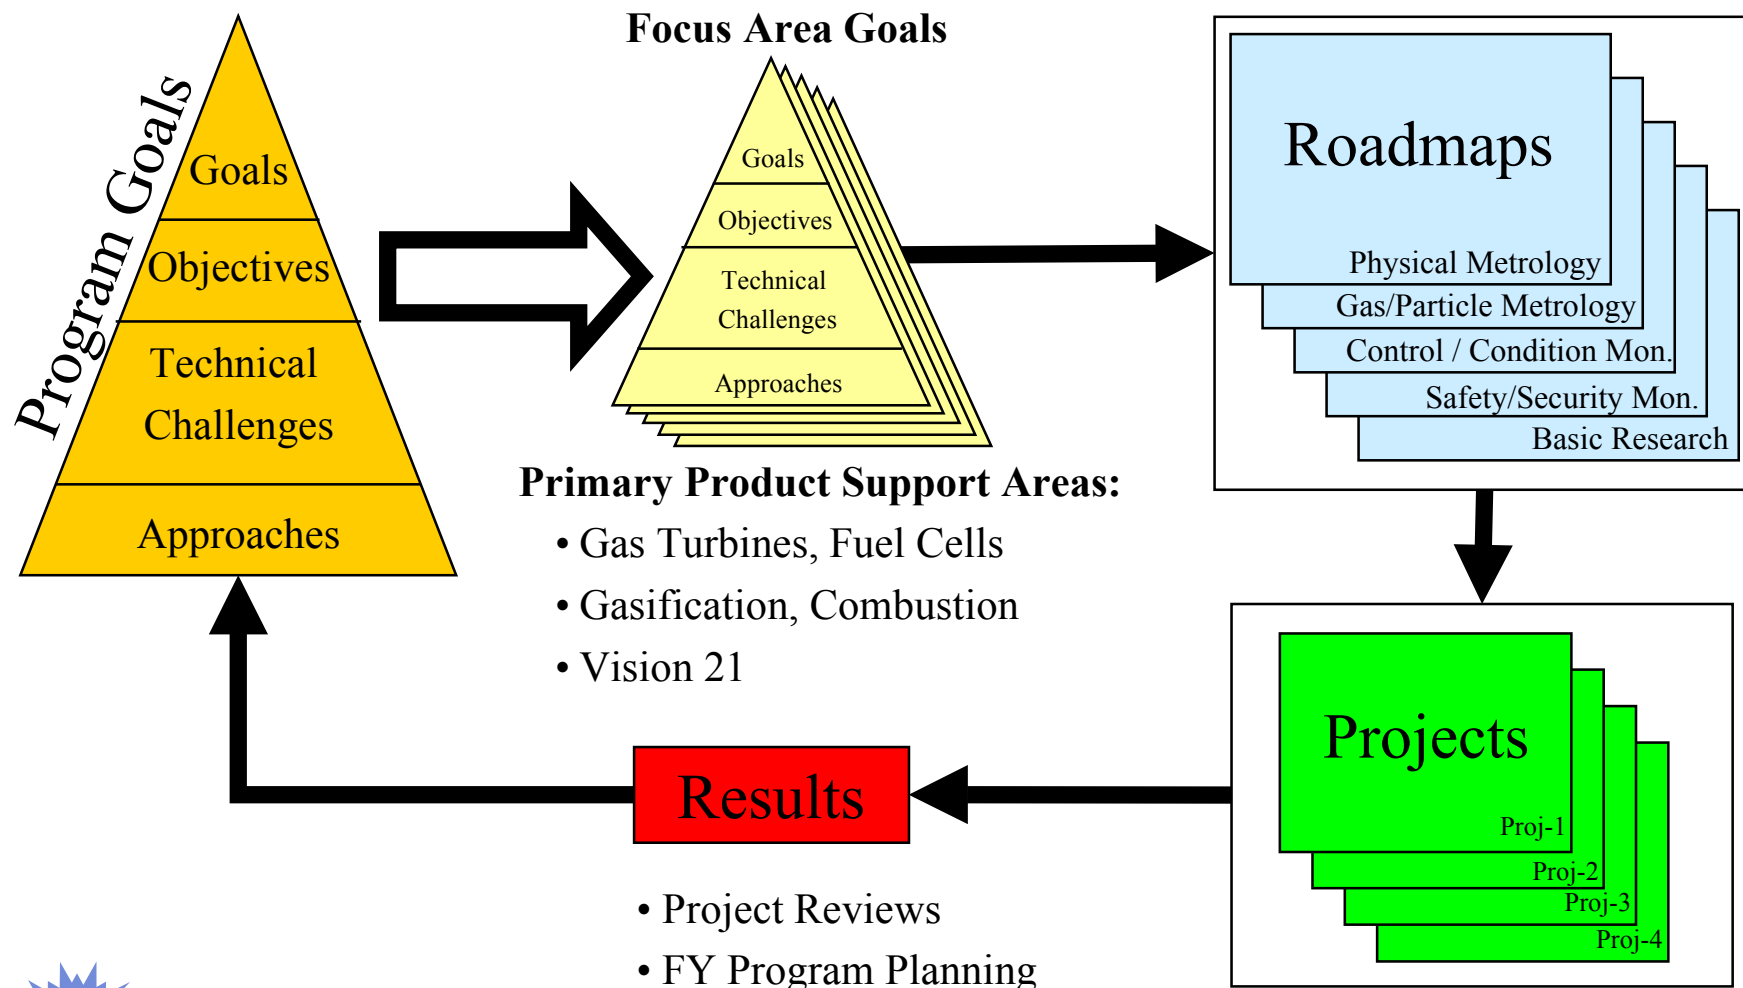 Program Goals
Goals
Objectives
Technical
Challenges
Approaches
Focus Area Goals
Goals
Objectives
Technical
Challenges
Approaches
Primary Product Support Areas:
• Gas Turbines, Fuel Cells
• Gasification, Combustion
• Vision 21
Roadmaps
Physical Metrology
Gas/Particle Metrology
Control / Condition Mon.
Safety/Security Mon.
Basic Research
Projects
Proj-1
Proj-2
Proj-3
Proj-4
Results
• Project Reviews
• FY Program Planning